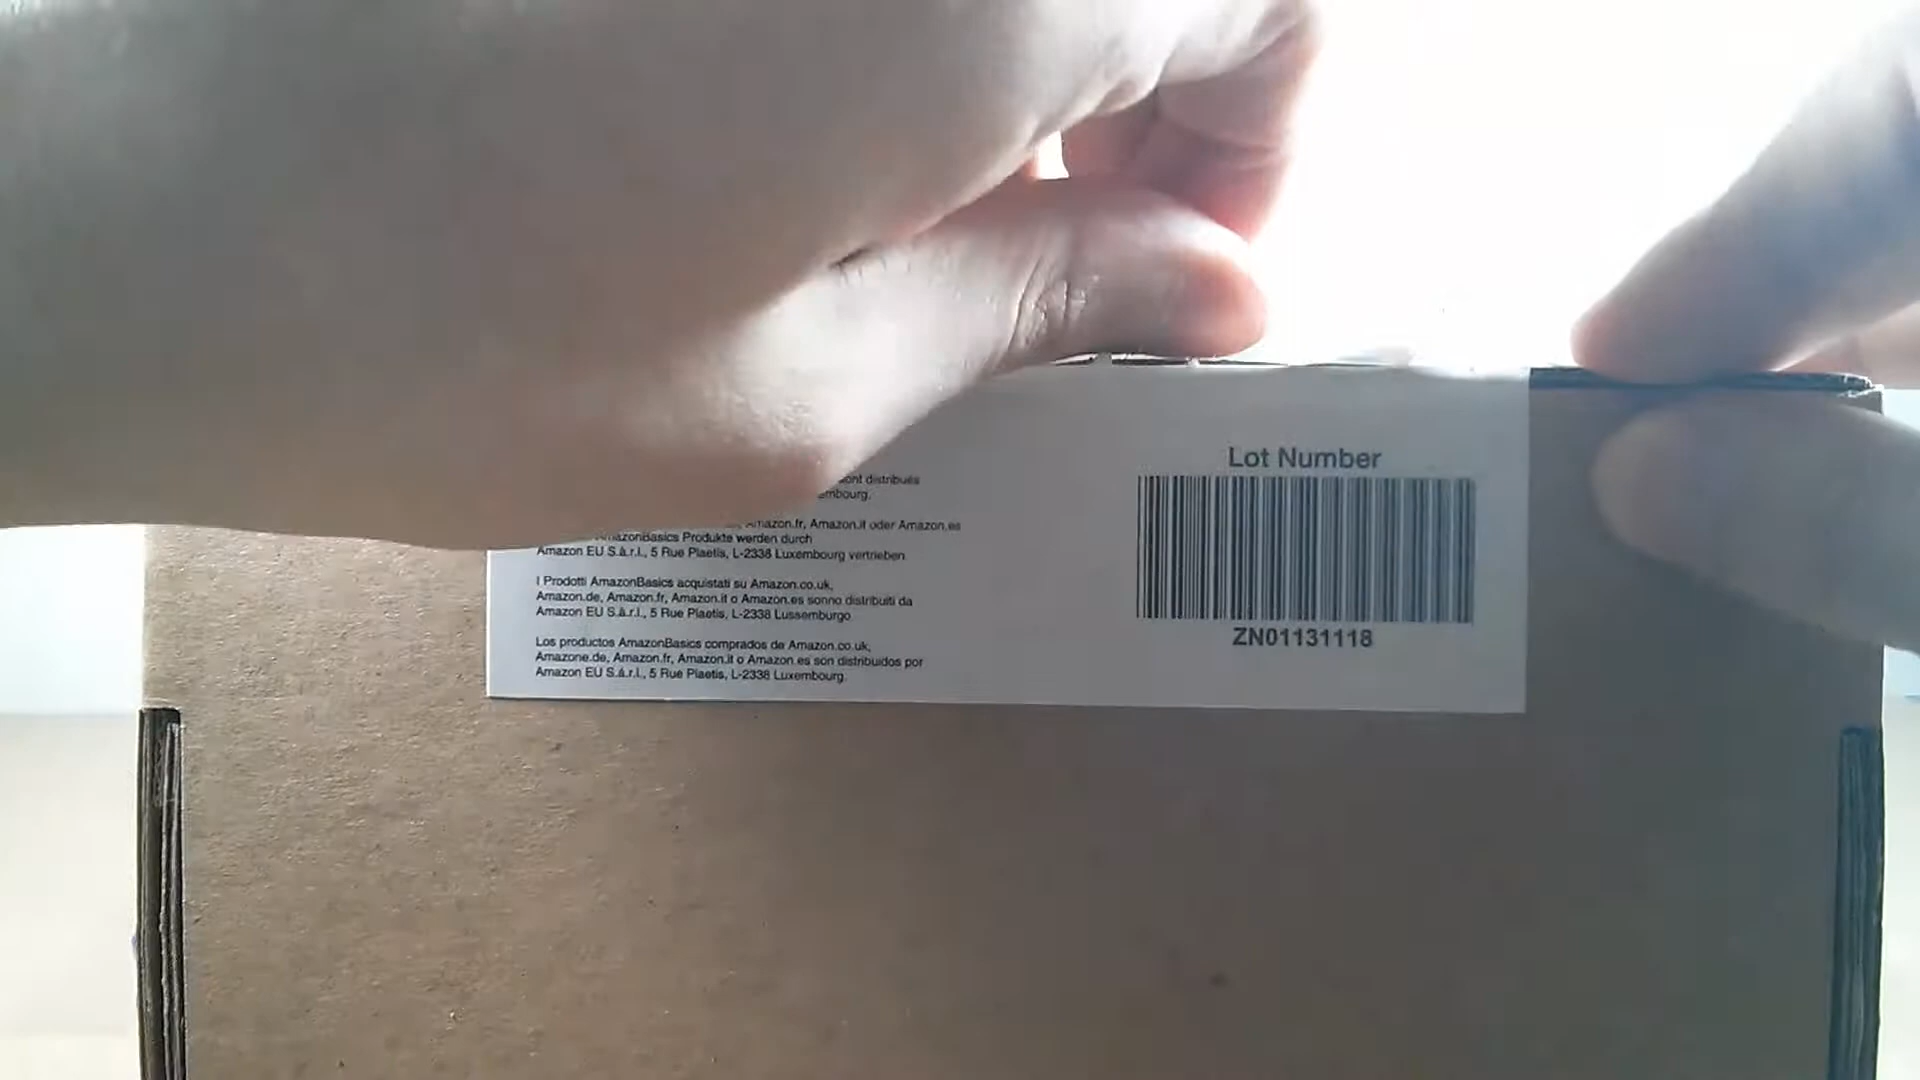 distribués
Amazon.fr, Amazon.it oder Amazon.es
Produkte werden durch
Amazon EU S.à.r.l., 5 Rue Plaetis, L-2338 Luxembourg vertrieben.
I Prodotti AmazonBasics acquistati su Amazon.co.uk,
Amazon.de, Amazon.fr, Amazon.it o Amazon.es sonno distribuiti da
Amazon EU S.à.r.l., 5 Rue Plaetis, L-2338 Lussemburgo
Los productos AmazonBasics comprados de Amazon.co.uk,
Amazone.de, Amazon.fr, Amazon.it o Amazon.es son distribuidos por
Amazon EU S.á.r.l., 5 Rue Plaetis, L-2338 Luxembourg.
Lot Number
ZN01131118